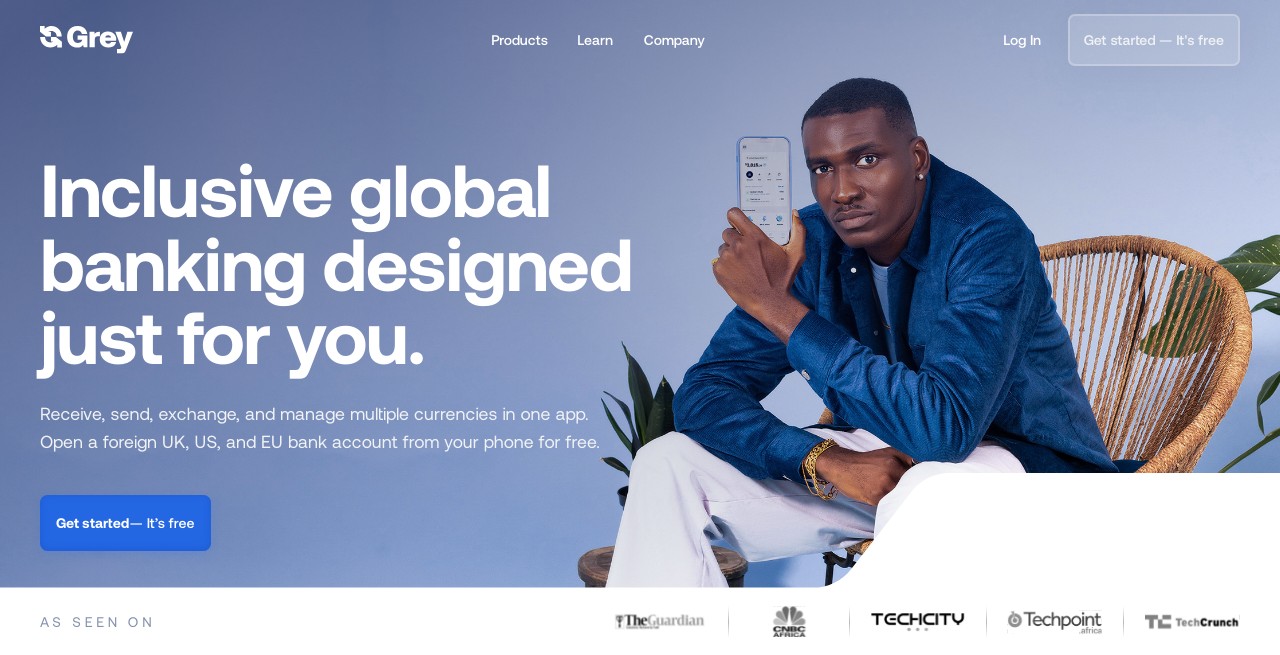 Grey
Products
Learn
Company
Log In
Get started — It's free
Inclusive global
banking designed
just for you.
Receive, send, exchange, and manage multiple currencies in one app.
Open a foreign UK, US, and EU bank account from your phone for free.
Get started— It's free
AS SEEN ON
TheGuardian
CNBC
AFRICA
TECHCITY
Techpoint
.africa
TC TechCrunch